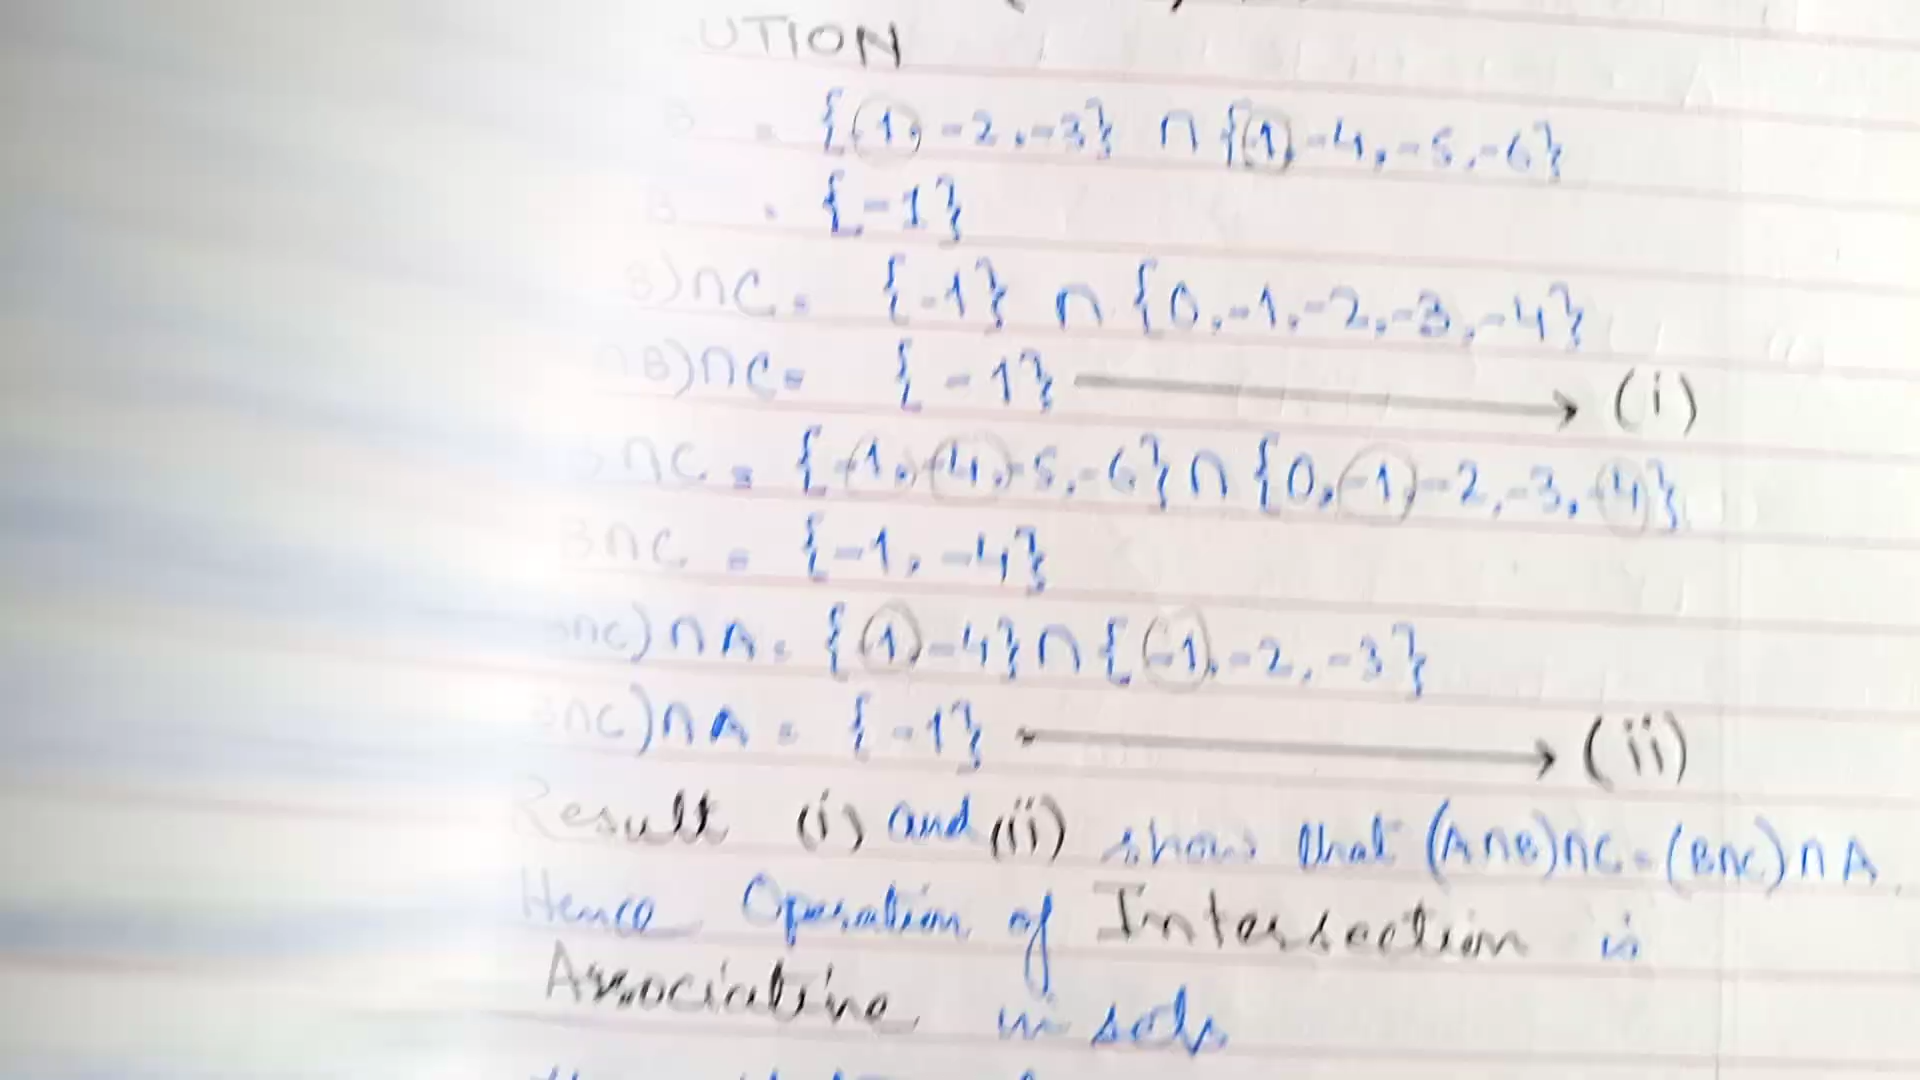 UTION
B = {-1, -2, -3} ∩ {-1, -4, -5, -6}
B = {-1}
B)∩C = {-1} ∩ {0, -1, -2, -3, -4}
∩B)∩C = {-1} → (i)
B∩C = {-1, -4, -5, -6} ∩ {0, -1, -2, -3, -4}
B∩C = {-1, -4}
B∩C) ∩ A = {-1, -4} ∩ {-1, -2, -3}
B∩C) ∩ A = {-1} → (ii)
Result (i) and (ii) show that (A∩B)∩C = (B∩C) ∩ A.
Hence Operation of Intersection is
Associative in sets